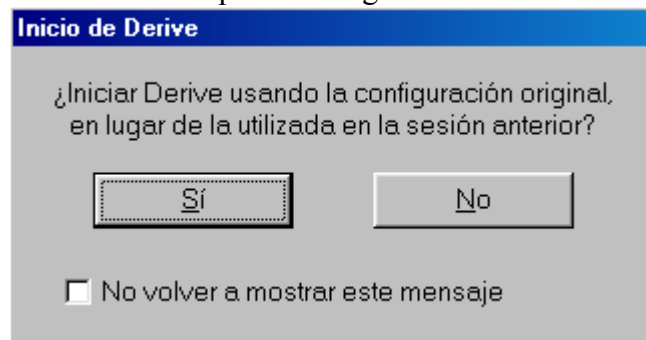 Inicio de Derive
¿Iniciar Derive usando la configuración original,
en lugar de la utilizada en la sesión anterior?
Sí
No
No volver a mostrar este mensaje